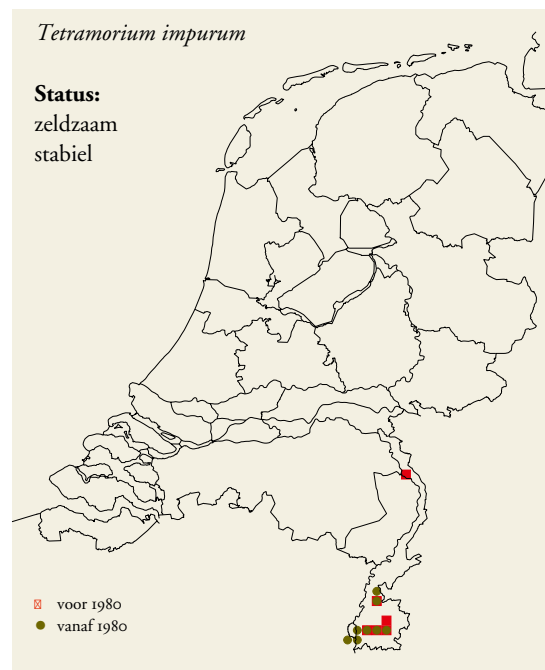 Tetramorium impurum
Status:
zeldzaam
stabiel
voor 1980
vanaf 1980